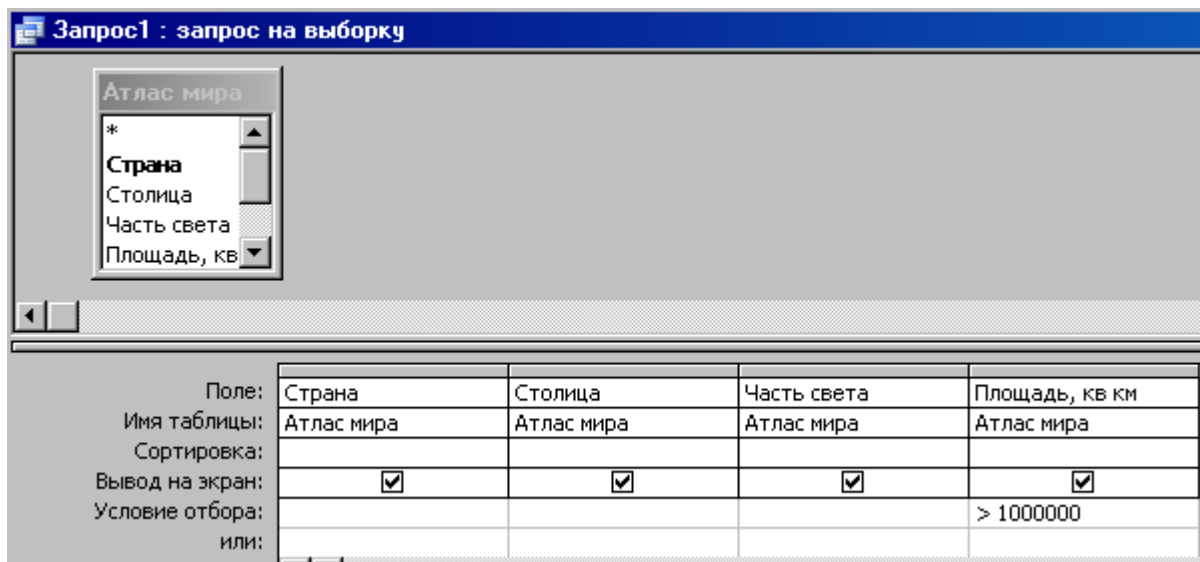 Запрос1 : запрос на выборку
Атлас мира
*
Страна
Столица
Часть света
Площадь, кв
Поле: Страна Столица Часть света Площадь, кв км
Имя таблицы: Атлас мира Атлас мира Атлас мира Атлас мира
Сортировка:
Вывод на экран:
Условие отбора: > 1000000
или: